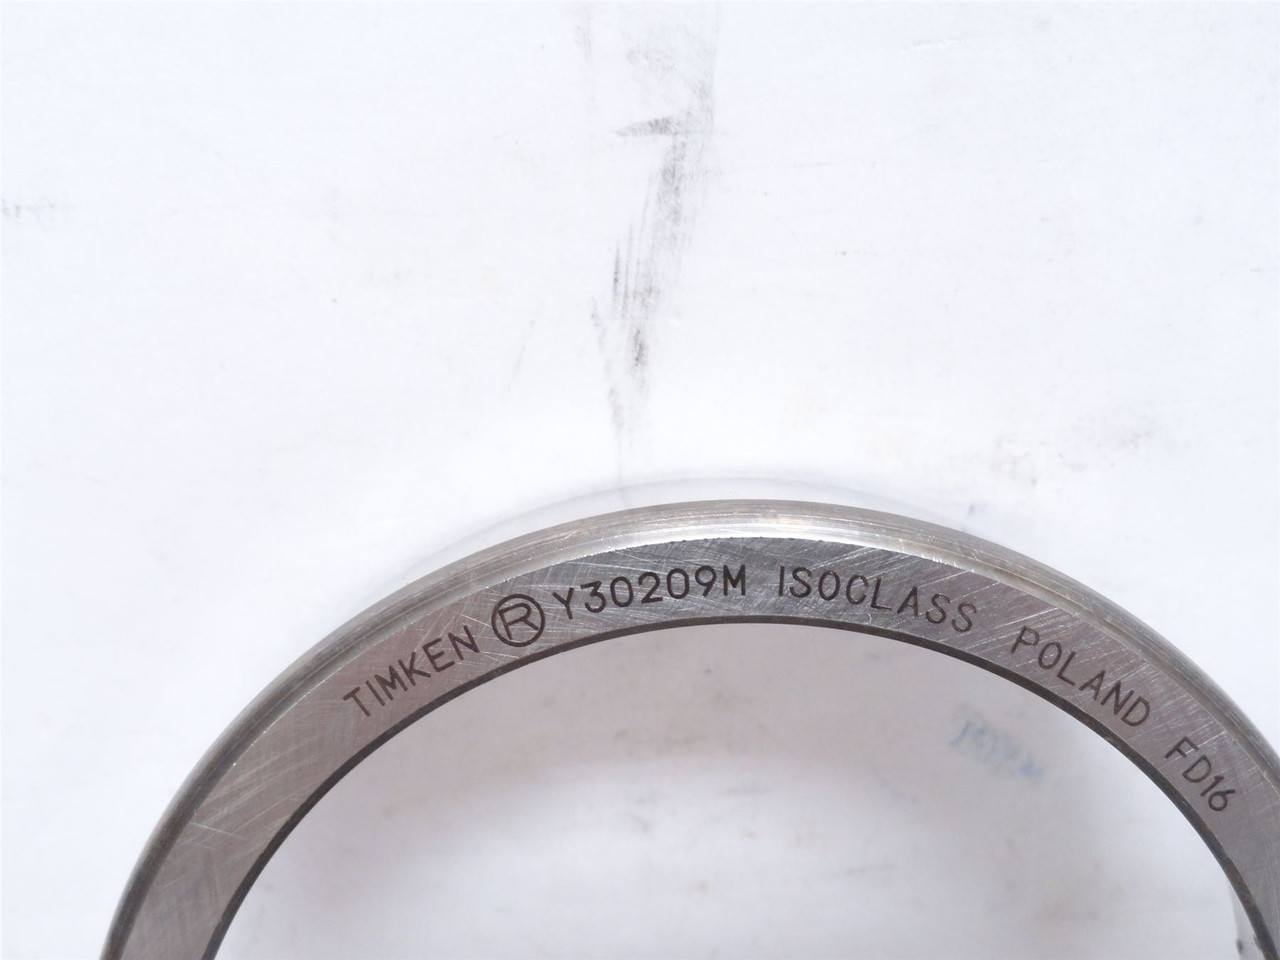 TIMKEN ® Y30209M ISOCLASS POLAND FD16